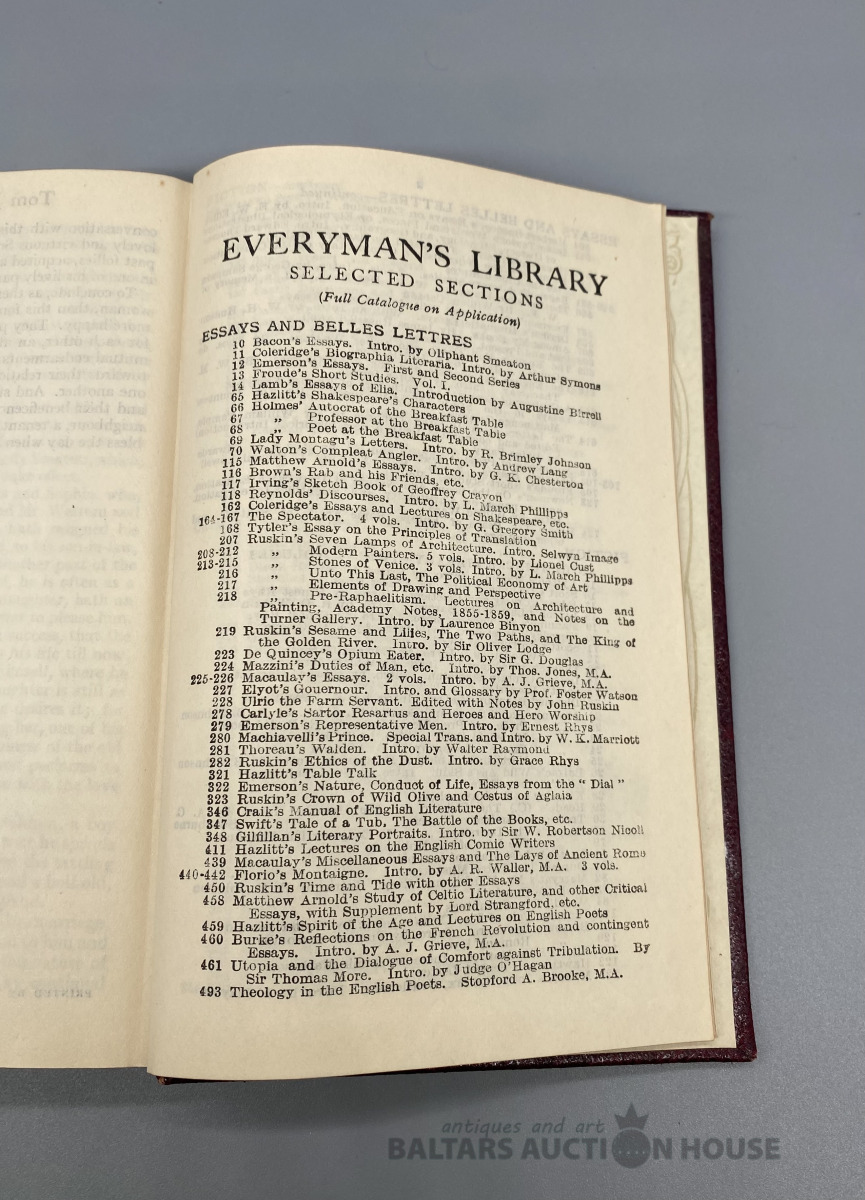 EVERYMAN'S LIBRARY
SELECTED SECTIONS
(Full Catalogue on Application)
ESSAYS AND BELLES LETTRES
10 Bacon's Essays. Intro. by Oliphant Smeaton
11 Coleridge's Biographia Literaria. Intro. by Arthur Symons
12 Emerson's Essays. First and Second Series
13 Froude's Short Studies. Vol. I.
14 Lamb's Essays of Elia. Introduction by Augustine Birrell
65 Hazlitt's Shakespeare's Characters
66 Holmes' Autocrat of the Breakfast Table
67 „ Professor at the Breakfast Table
68 „ Poet at the Breakfast Table
69 Lady Montagu's Letters. Intro. by R. Brimley Johnson
70 Walton's Compleat Angler. Intro. by Andrew Lang
115 Matthew Arnold's Essays. Intro. by G. K. Chesterton
116 Brown's Rab and his Friends, etc.
117 Irving's Sketch Book of Geoffrey Crayon
118 Reynolds' Discourses. Intro. by L. March Phillipps
162 Coleridge's Essays and Lectures on Shakespeare, etc.
164-167 The Spectator. 4 vols. Intro. by G. Gregory Smith
168 Tytler's Essay on the Principles of Translation
207 Ruskin's Seven Lamps of Architecture. Intro. Selwyn Image
208-212 „ Modern Painters. 5 vols. Intro. by Lionel Cust
213-215 „ Stones of Venice. 3 vols. Intro. by L. March Phillipps
216 „ Unto This Last, The Political Economy of Art
217 „ Elements of Drawing and Perspective
218 „ Pre-Raphaelitism. Lectures on Architecture and
Painting, Academy Notes, 1855-1859, and Notes on the
Turner Gallery. Intro. by Laurence Binyon
219 Ruskin's Sesame and Lilies, The Two Paths, and The King of
the Golden River. Intro. by Sir Oliver Lodge
223 De Quincey's Opium Eater. Intro. by Sir G. Douglas
224 Mazzini's Duties of Man, etc. Intro. by Thos. Jones, M.A.
225-226 Macaulay's Essays. 2 vols. Intro. by A. J. Grieve, M.A.
227 Elyot's Gouernour. Intro. and Glossary by Prof. Foster Watson
228 Ulric the Farm Servant. Edited with Notes by John Ruskin
278 Carlyle's Sartor Resartus and Heroes and Hero Worship
279 Emerson's Representative Men. Intro. by Ernest Rhys
280 Machiavelli's Prince. Special Trans. and Intro. by W. K. Marriott
281 Thoreau's Walden. Intro. by Walter Raymond
282 Ruskin's Ethics of the Dust. Intro. by Grace Rhys
321 Hazlitt's Table Talk
322 Emerson's Nature, Conduct of Life, Essays from the "Dial"
323 Ruskin's Crown of Wild Olive and Cestus of Aglaia
346 Craik's Manual of English Literature
347 Swift's Tale of a Tub, The Battle of the Books, etc.
348 Gilfillan's Literary Portraits. Intro. by Sir W. Robertson Nicoll
411 Hazlitt's Lectures on the English Comic Writers
439 Macaulay's Miscellaneous Essays and The Lays of Ancient Rome
440-442 Florio's Montaigne. Intro. by A. R. Waller, M.A. 3 vols.
450 Ruskin's Time and Tide with other Essays
458 Matthew Arnold's Study of Celtic Literature, and other Critical
Essays, with Supplement by Lord Strangford, etc.
459 Hazlitt's Spirit of the Age and Lectures on English Poets
460 Burke's Reflections on the French Revolution and contingent
Essays. Intro. by A. J. Grieve, M.A.
461 Utopia and the Dialogue of Comfort against Tribulation. By
Sir Thomas More. Intro. by Judge O'Hagan
493 Theology in the English Poets. Stopford A. Brooke, M.A.
antiques and art
BALTARS AUCTION HOUSE